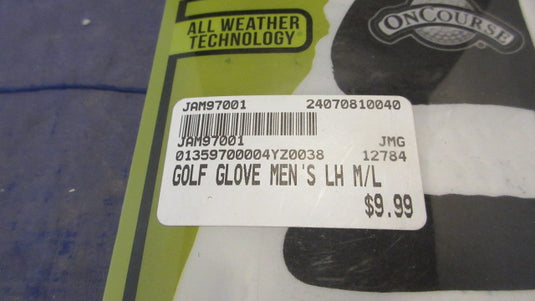 ALL WEATHER
TECHNOLOGY
ONCOURSE
JAM97001 24070810040
JAM97001 JMG
01359700004YZ0038 12784
GOLF GLOVE MEN'S LH M/L
$9.99